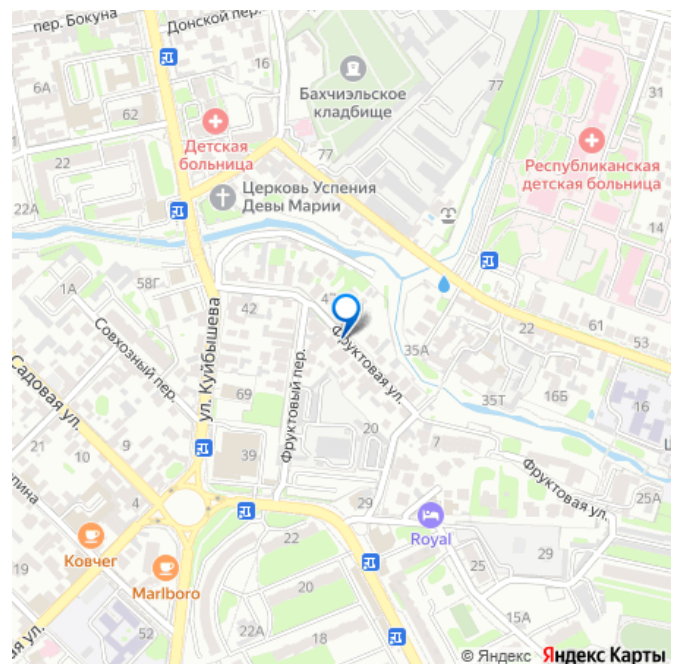 пер. Бокуна
Донской пер.
16
6А
62
Детская
больница
22
22А
Бахчиэльское
кладбище
77
77
31
Республиканская
детская больница
14
Церковь Успения
Девы Марии
58Г
1А
42
ул. Куйбышева
Совхозный пер.
Садовая ул.
69
39
21
10
9
4
Фруктовый пер.
Фруктовая ул.
35А
22
61
53
35Т
16Б
16
20
7
Фруктовая ул.
25А
29
Royal
29
25
15А
22
20
22А
18
Ковчег
Marlboro
19
52
© Яндекс Яндекс Карты